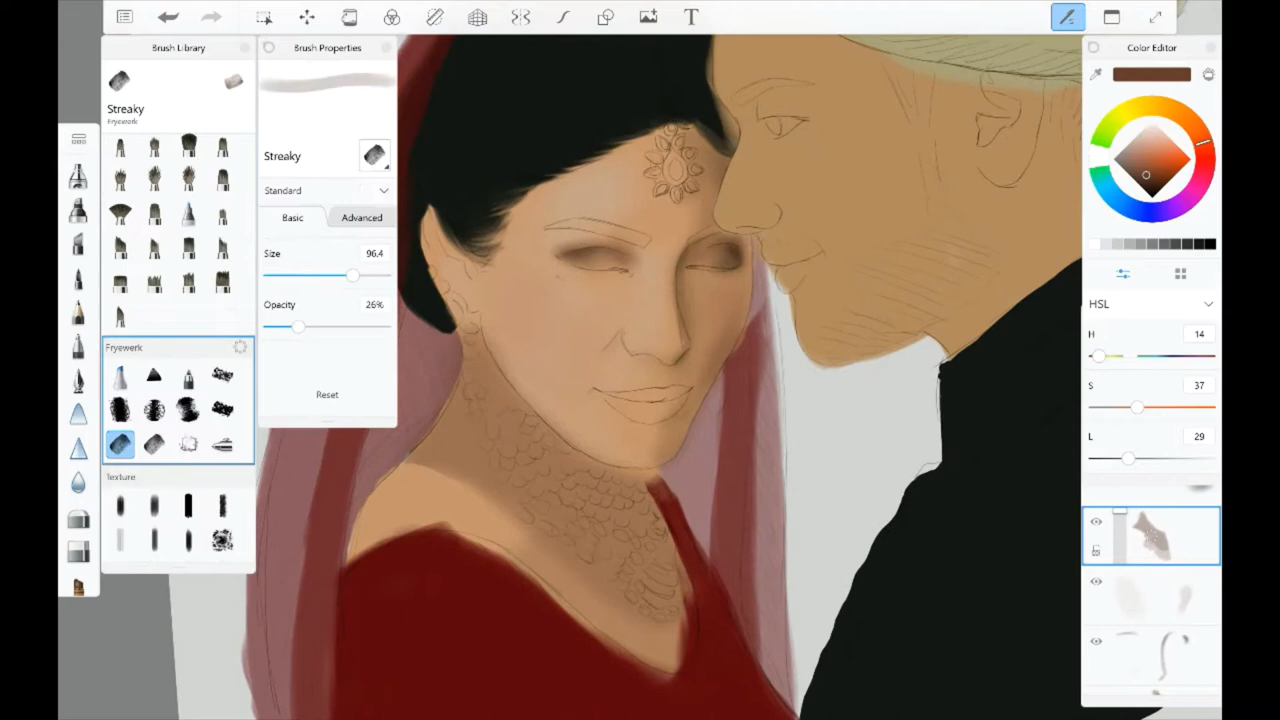 T
Brush Library
Brush Properties
Color Editor
Streaky
Fryewerk
Streaky
Standard
Basic
Advanced
Size
96.4
Opacity
26%
Reset
Fryewerk
Texture
HSL
H
14
S
37
L
29